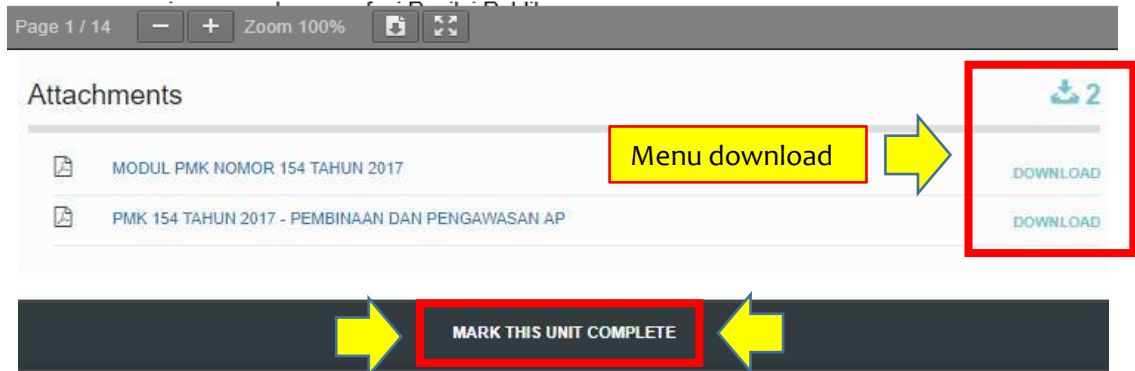 Page 1 / 14 Zoom 100%
Attachments 2
Menu download
MODUL PMK NOMOR 154 TAHUN 2017 DOWNLOAD
PMK 154 TAHUN 2017 - PEMBINAAN DAN PENGAWASAN AP DOWNLOAD
MARK THIS UNIT COMPLETE